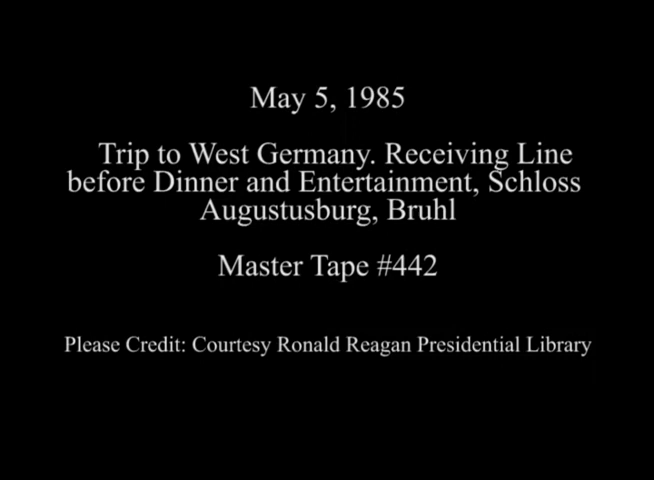 May 5, 1985
Trip to West Germany. Receiving Line
before Dinner and Entertainment, Schloss
Augustusburg, Bruhl
Master Tape #442
Please Credit: Courtesy Ronald Reagan Presidential Library